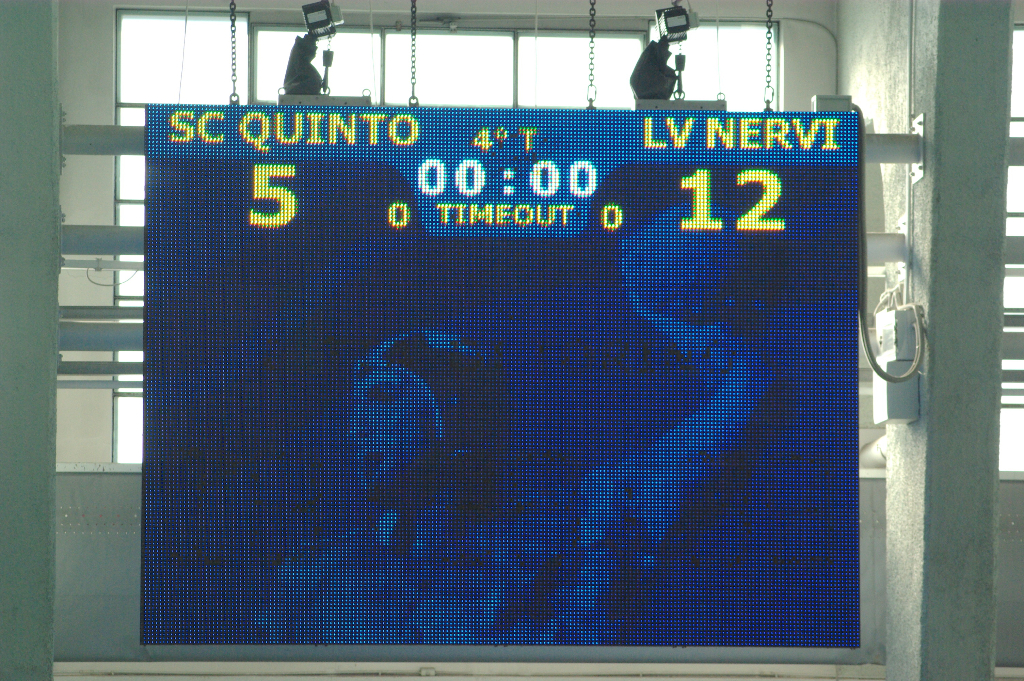 SC QUINTO 4° T LV NERVI
5 00:00 12
0 TIMEOUT 0